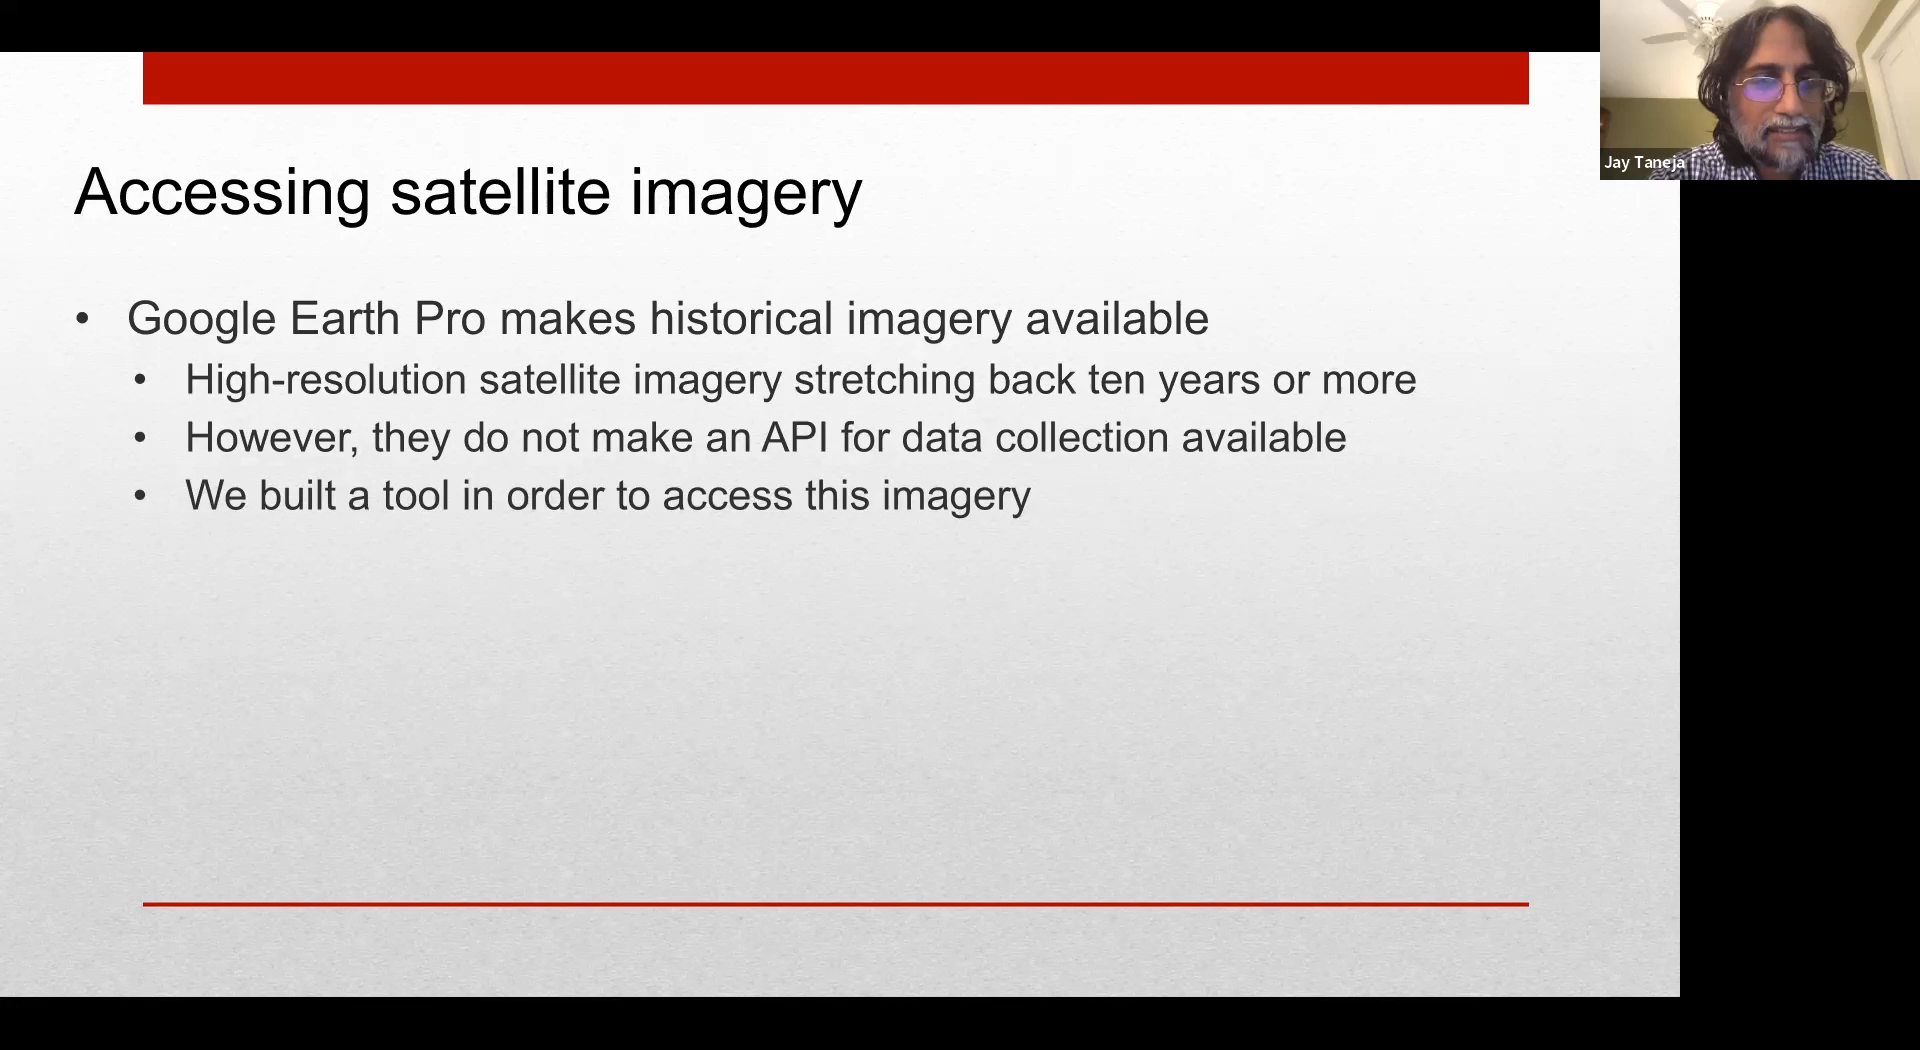 Jay Taneja
Accessing satellite imagery
• Google Earth Pro makes historical imagery available
• High-resolution satellite imagery stretching back ten years or more
• However, they do not make an API for data collection available
• We built a tool in order to access this imagery